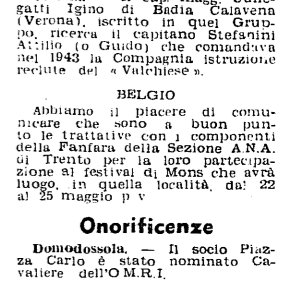 gatti Igino di Badia Calavena
(Verona), iscritto in quel Grup-
po, ricerca il capitano Stefanini
Attilio (o Guido) che comandava
nel 1943 la Compagnia istruzione
reclute del « Valchiese ».
BELGIO
Abbiamo il piacere di comu-
nicare che sono a buon pun-
to le trattative con i componenti
della Fanfara della Sezione A.N.A.
di Trento per la loro partecipa-
zione al festival di Mons che avrà
luogo, in quella località, dal 22
al 25 maggio p v
Onorificenze
Domodossola. — Il socio Piaz-
za Carlo è stato nominato Ca-
valiere dell'O M.R.I.